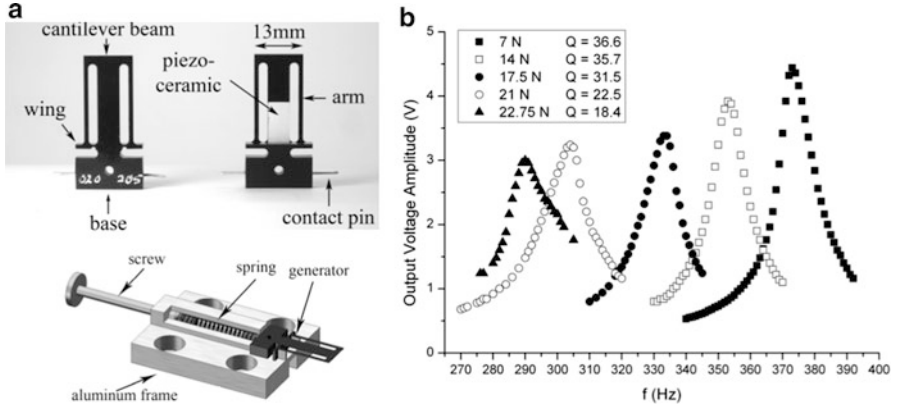 a
cantilever beam
13mm
piezo-
ceramic
arm
wing
020 205
base
contact pin
screw
spring
generator
aluminum frame
b
7 N Q = 36.6
14 N Q = 35.7
17.5 N Q = 31.5
21 N Q = 22.5
22.75 N Q = 18.4
Output Voltage Amplitude (V)
5
4
3
2
1
0
270 280 290 300 310 320 330 340 350 360 370 380 390 400
f (Hz)